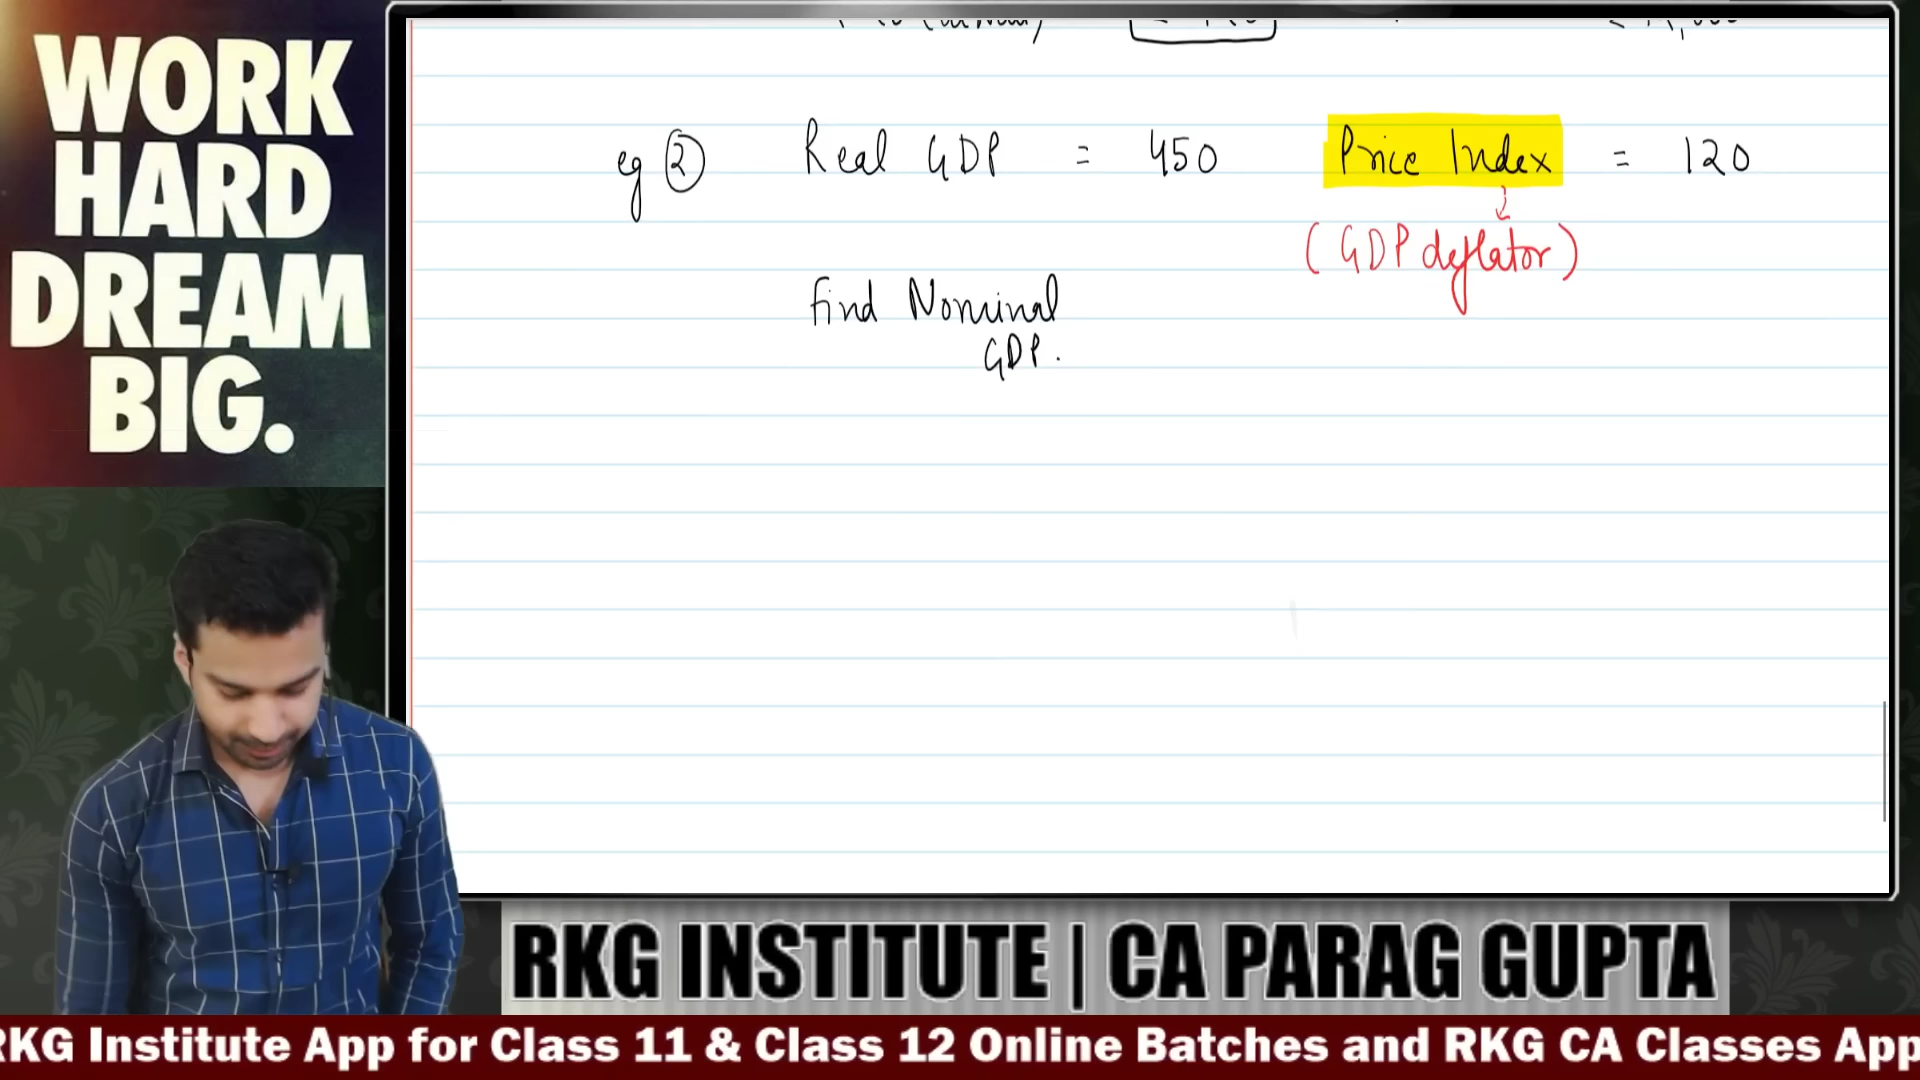 WORK
HARD
DREAM
BIG.
eg ② Real GDP = 450 Price Index = 120
(GDP deflator)
find Nominal
GDP.
RKG INSTITUTE | CA PARAG GUPTA
RKG Institute App for Class 11 & Class 12 Online Batches and RKG CA Classes App